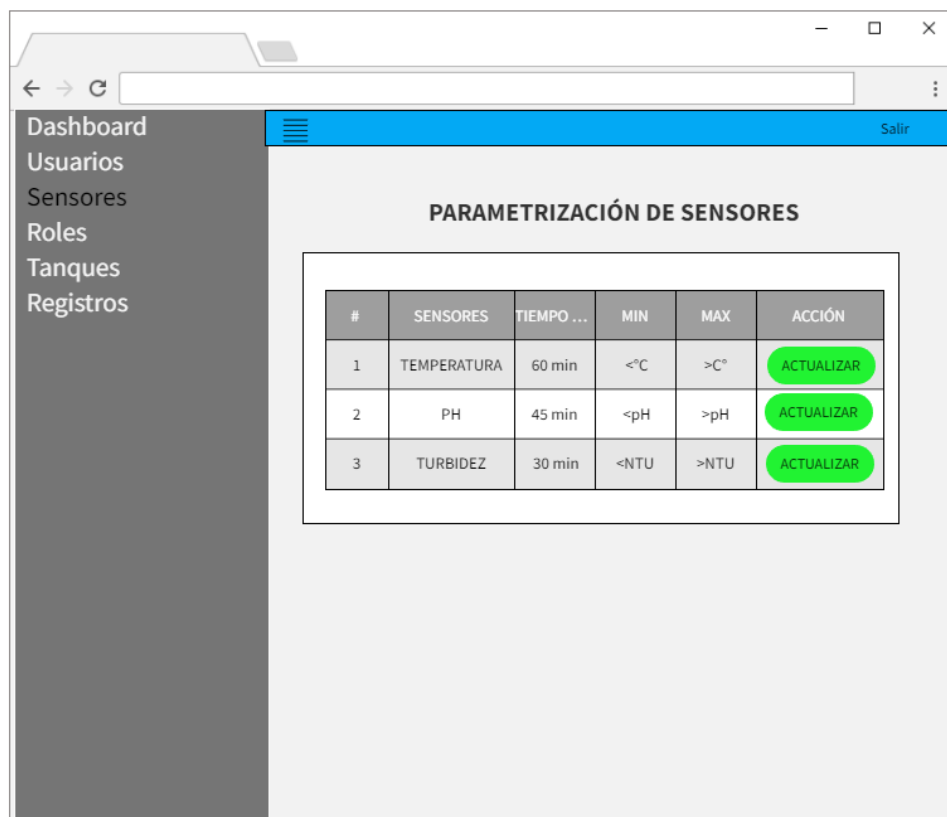 Dashboard
Usuarios
Sensores
Roles
Tanques
Registros
Salir
PARAMETRIZACIÓN DE SENSORES
# SENSORES TIEMPO ... MIN MAX ACCIÓN
1 TEMPERATURA 60 min <°C >C° ACTUALIZAR
2 PH 45 min <pH >pH ACTUALIZAR
3 TURBIDEZ 30 min <NTU >NTU ACTUALIZAR